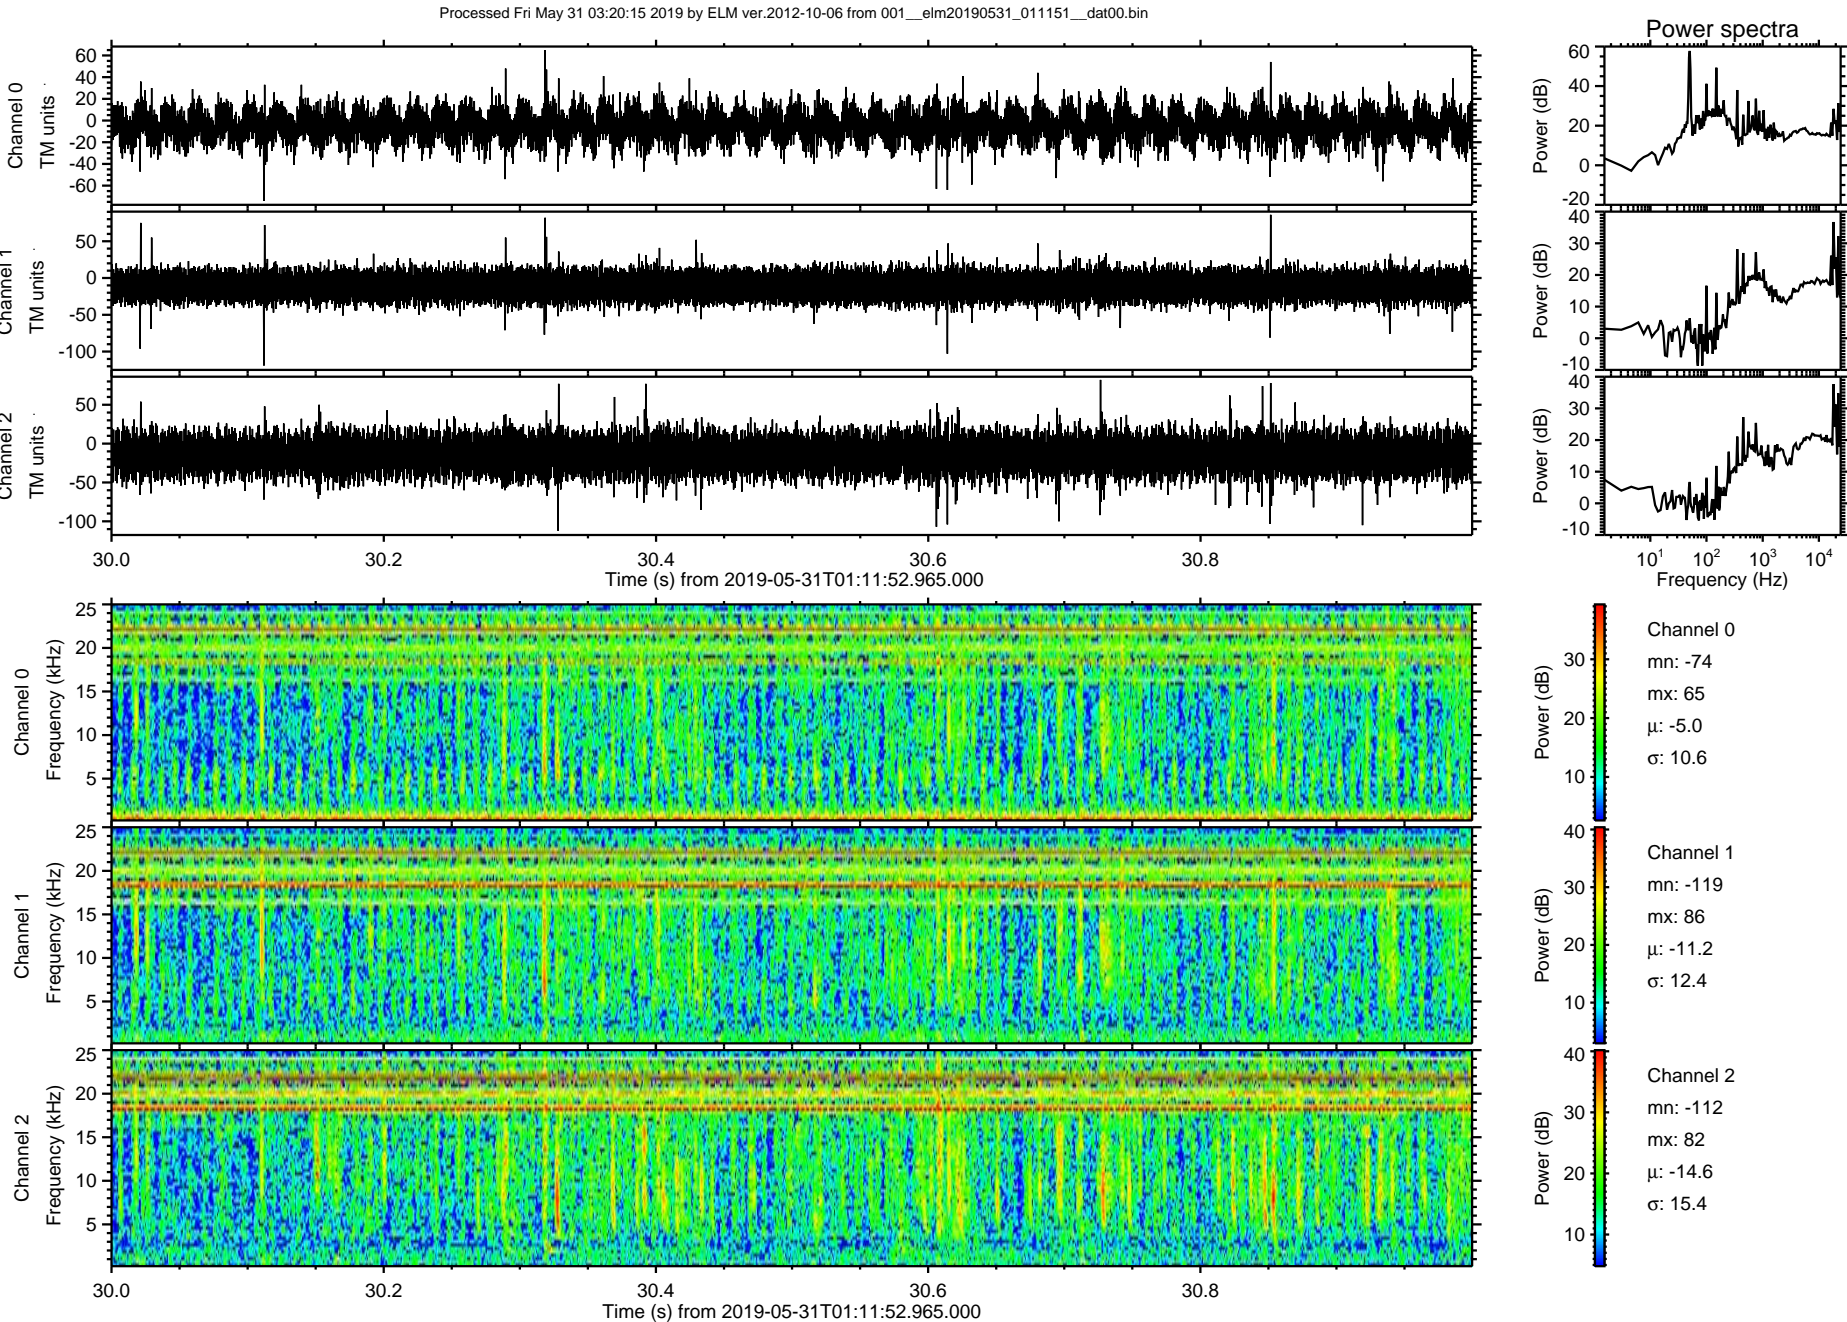 Processed Fri May 31 03:20:15 2019 by ELM ver.2012-10-06 from 001__elm20190531_011151__dat00.bin
Power spectra
Channel 0
TM units
60
40
20
0
-20
-40
-60
Power (dB)
60
40
20
0
-20
Channel 1
TM units
50
0
-50
-100
Power (dB)
40
30
20
10
0
-10
Channel 2
TM units
50
0
-50
-100
Power (dB)
40
30
20
10
0
-10
30.0 30.2 30.4 30.6 30.8
Time (s) from 2019-05-31T01:11:52.965.000
10^1 10^2 10^3 10^4
Frequency (Hz)
Channel 0
Frequency (kHz)
25
20
15
10
5
Power (dB)
30
20
10
Channel 0
mn: -74
mx: 65
µ: -5.0
σ: 10.6
Channel 1
Frequency (kHz)
25
20
15
10
5
Power (dB)
40
30
20
10
Channel 1
mn: -119
mx: 86
µ: -11.2
σ: 12.4
Channel 2
Frequency (kHz)
25
20
15
10
5
Power (dB)
40
30
20
10
Channel 2
mn: -112
mx: 82
µ: -14.6
σ: 15.4
30.0 30.2 30.4 30.6 30.8
Time (s) from 2019-05-31T01:11:52.965.000